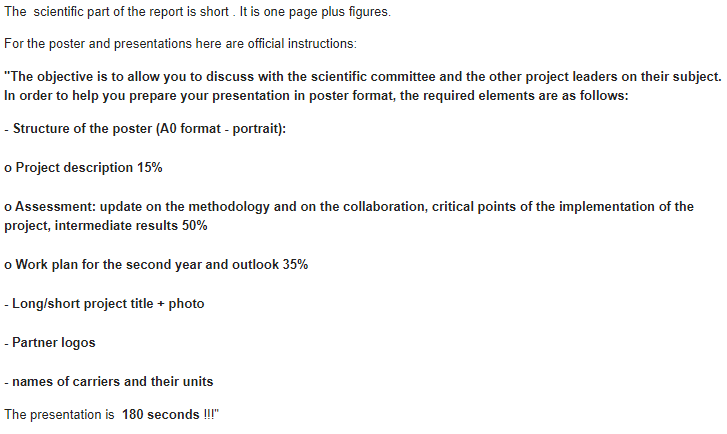 The  scientific part of the report is short . It is one page plus figures.
For the poster and presentations here are official instructions:
"The objective is to allow you to discuss with the scientific committee and the other project leaders on their subject.
In order to help you prepare your presentation in poster format, the required elements are as follows:
- Structure of the poster (A0 format - portrait):
o Project description 15%
o Assessment: update on the methodology and on the collaboration, critical points of the implementation of the
project, intermediate results 50%
o Work plan for the second year and outlook 35%
- Long/short project title + photo
- Partner logos
- names of carriers and their units
The presentation is  180 seconds !!!"